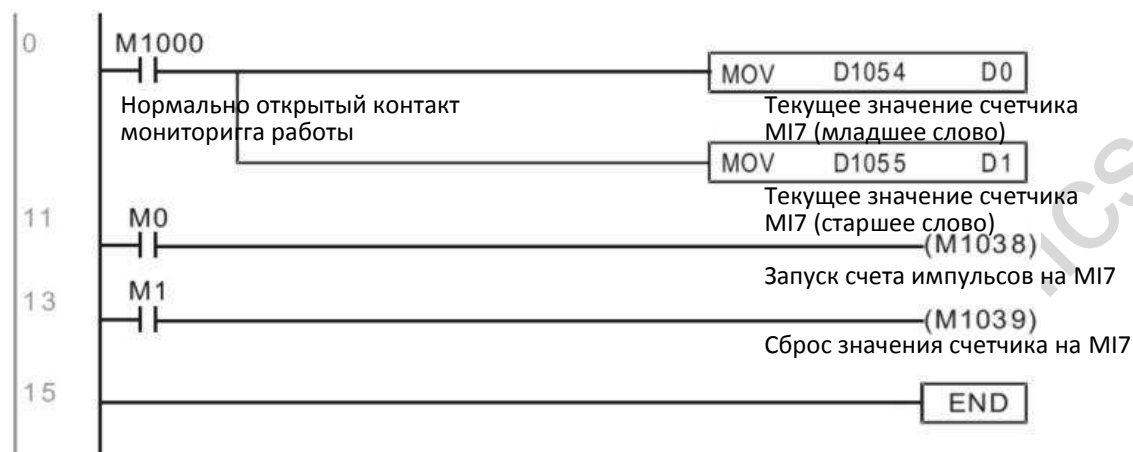 0
M1000
MOV D1054 D0
Нормально открытый контакт
мониторигга работы
Текущее значение счетчика
MI7 (младшее слово)
MOV D1055 D1
Текущее значение счетчика
MI7 (старшее слово)
11
M0
(M1038)
Запуск счета импульсов на MI7
13
M1
(M1039)
Сброс значения счетчика на MI7
15
END
.ICS